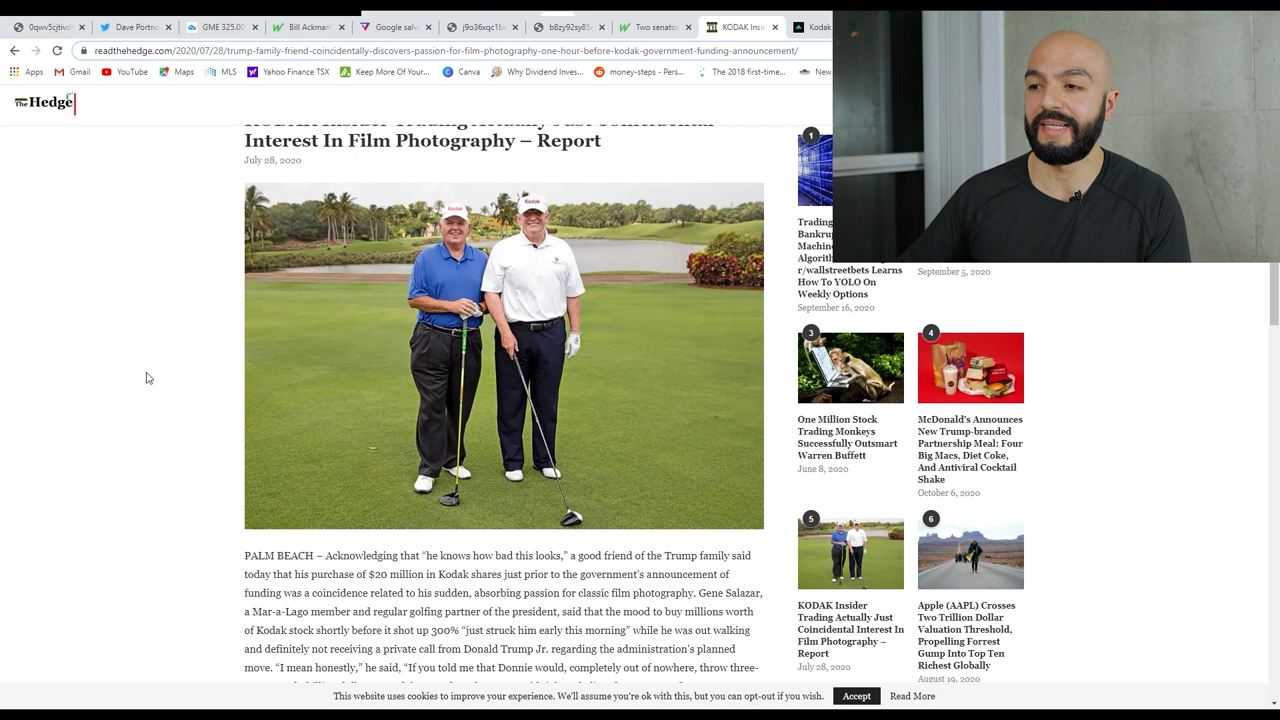 0qwv5cjtivd
Dave Portno
GME 325.00
Bill Ackman
Google salv
j9o36xqc1be
b8zy92sy85
Two senator
KODAK Insid
Kodak
readthehedge.com/2020/07/28/trump-family-friend-coincidentally-discovers-passion-for-film-photography-one-hour-before-kodak-government-funding-announcement/
Apps
Gmail
YouTube
Maps
MLS
Yahoo Finance TSX
Keep More Of Your...
Canva
Why Dividend Inves...
money-steps - Pers...
The 2018 first-time...
New
The Hedge
Interest In Film Photography – Report
July 28, 2020
Kodak
Kodak
PALM BEACH – Acknowledging that “he knows how bad this looks,” a good friend of the Trump family said
today that his purchase of $20 million in Kodak shares just prior to the government’s announcement of
funding was a coincidence related to his sudden, absorbing passion for classic film photography. Gene Salazar,
a Mar-a-Lago member and regular golfing partner of the president, said that the mood to buy millions worth
of Kodak stock shortly before it shot up 300% “just struck him early this morning” while he was out walking
and definitely not receiving a private call from Donald Trump Jr. regarding the administration’s planned
move. “I mean honestly,” he said, “If you told me that Donnie would, completely out of nowhere, throw three-
1
Trading
Bankrup
Machin
Algorith
r/wallstreetbets Learns
How To YOLO On
Weekly Options
September 16, 2020
September 5, 2020
3
One Million Stock
Trading Monkeys
Successfully Outsmart
Warren Buffett
June 8, 2020
4
McDonald’s Announces
New Trump-branded
Partnership Meal: Four
Big Macs, Diet Coke,
And Antiviral Cocktail
Shake
October 6, 2020
5
KODAK Insider
Trading Actually Just
Coincidental Interest In
Film Photography –
Report
July 28, 2020
6
Apple (AAPL) Crosses
Two Trillion Dollar
Valuation Threshold,
Propelling Forrest
Gump Into Top Ten
Richest Globally
August 19, 2020
This website uses cookies to improve your experience. We'll assume you're ok with this, but you can opt-out if you wish.
Accept
Read More